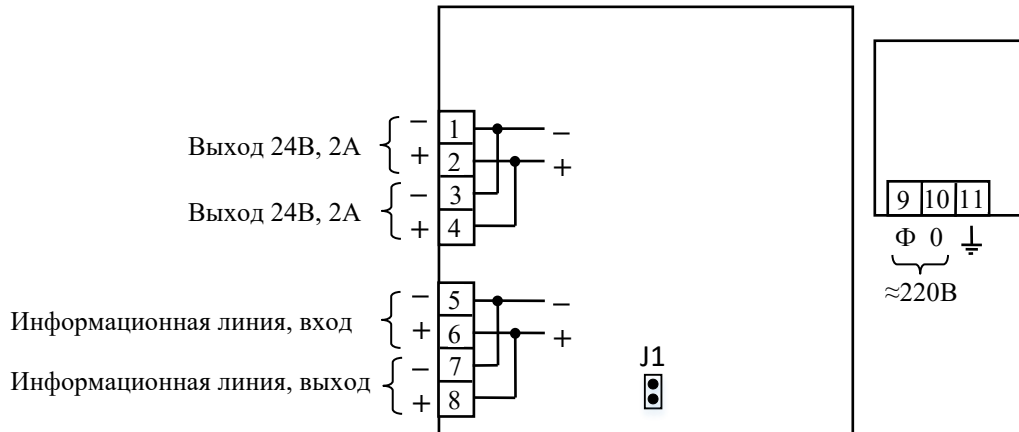 Выход 24В, 2А
Выход 24В, 2А
Информационная линия, вход
Информационная линия, выход
− 1 −
+ 2 +
− 3
+ 4
− 5 −
+ 6 +
− 7
+ 8
J1
9 10 11
Ф 0
≈220В